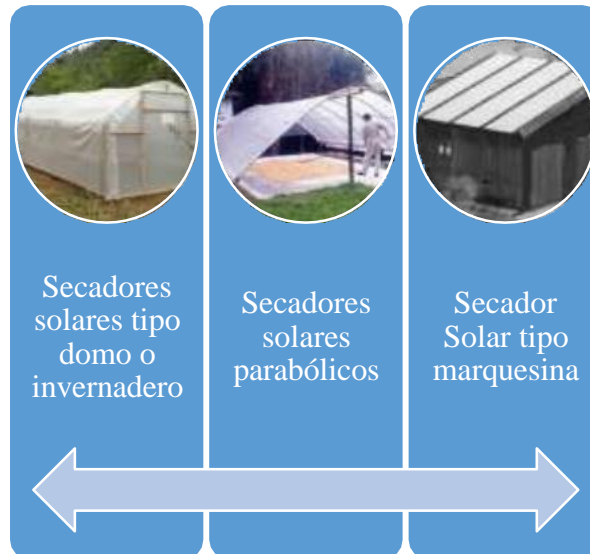 Secadores
solares tipo
domo o
invernadero
Secadores
solares
parabólicos
Secador
Solar tipo
marquesina